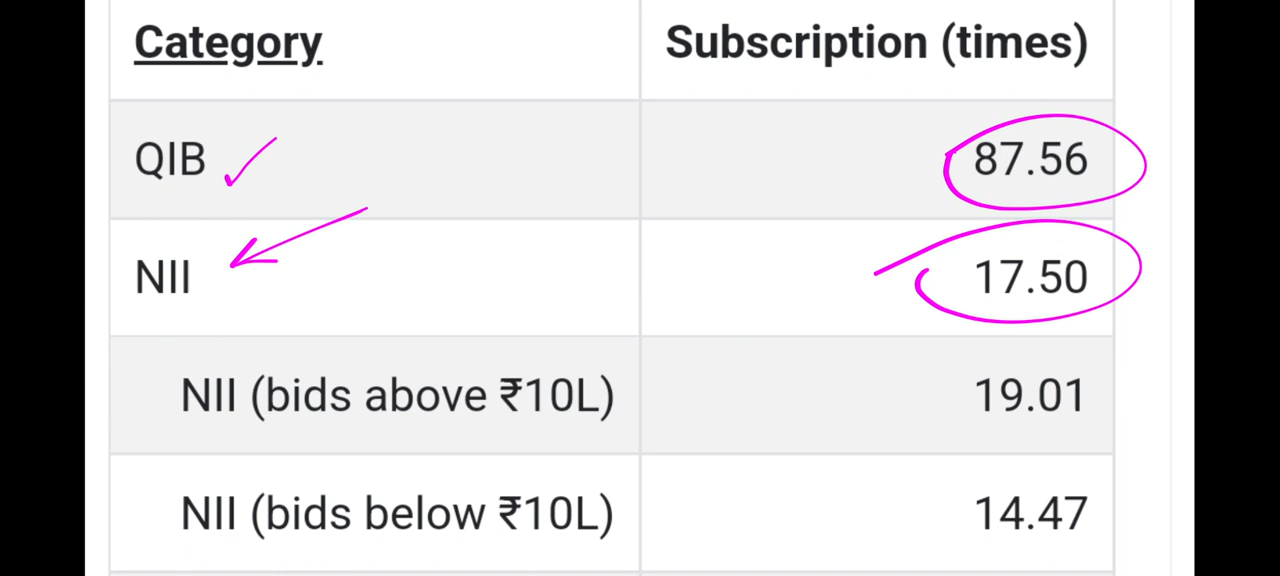 Category Subscription (times)
QIB 87.56
NII 17.50
NII (bids above ₹10L) 19.01
NII (bids below ₹10L) 14.47